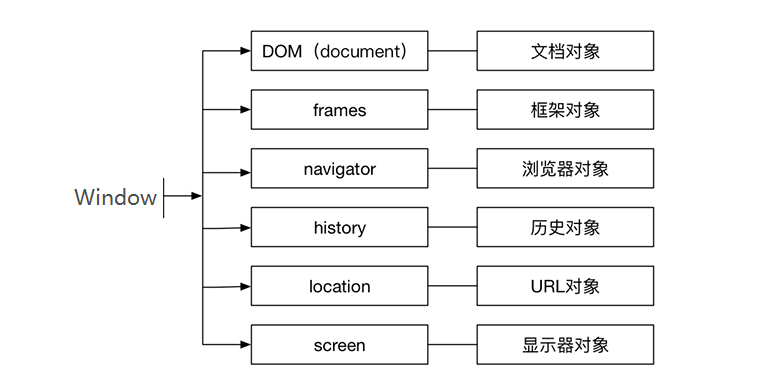 DOM（document） 文档对象
frames 框架对象
navigator 浏览器对象
Window
history 历史对象
location URL对象
screen 显示器对象